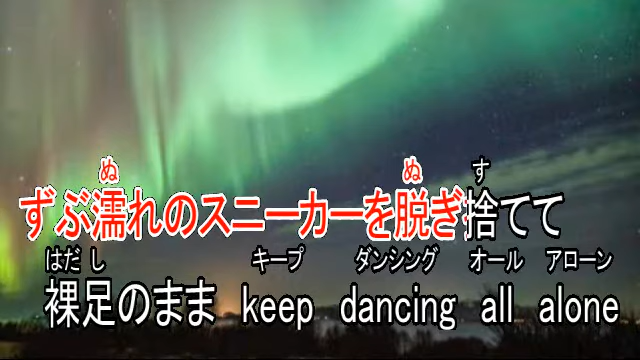 ぬ ぬ す
ずぶ濡れのスニーカーを脱ぎ捨てて
はだ し キープ ダンシング オール アローン
裸足のまま keep dancing all alone